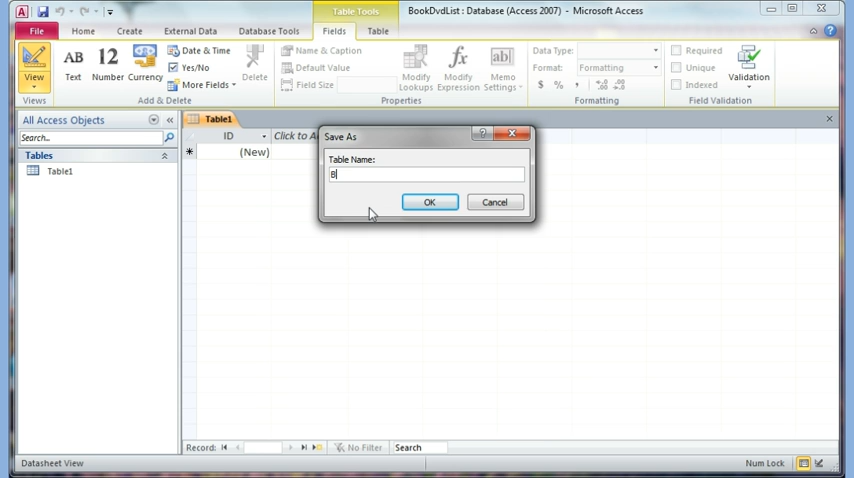 Table Tools
BookDvdList : Database (Access 2007) - Microsoft Access
File Home Create External Data Database Tools Fields Table
View
Views
AB
Text
12
Number
Currency
Date & Time
Yes/No
More Fields
Delete
Add & Delete
Name & Caption
Default Value
Field Size
Modify
Lookups
fx
Modify
Expression
ab
Memo
Settings
Properties
Data Type:
Format: Formatting
$ % ,
Formatting
Required
Unique
Indexed
Validation
Field Validation
All Access Objects
Search...
Tables
Table1
Table1
ID
Click to A
(New)
Save As
Table Name:
B
OK
Cancel
Record:
No Filter
Search
Datasheet View
Num Lock